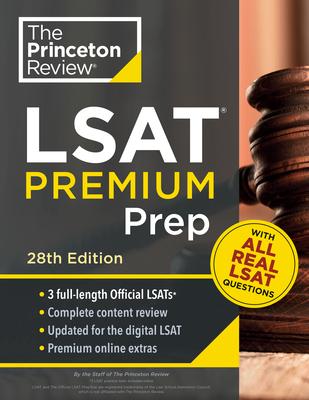 The
Princeton
Review®
LSAT®
PREMIUM
Prep
28th Edition
WITH
ALL
REAL
LSAT
QUESTIONS
• 3 full-length Official LSATs*
• Complete content review
• Updated for the digital LSAT
• Premium online extras
By the Staff of The Princeton Review